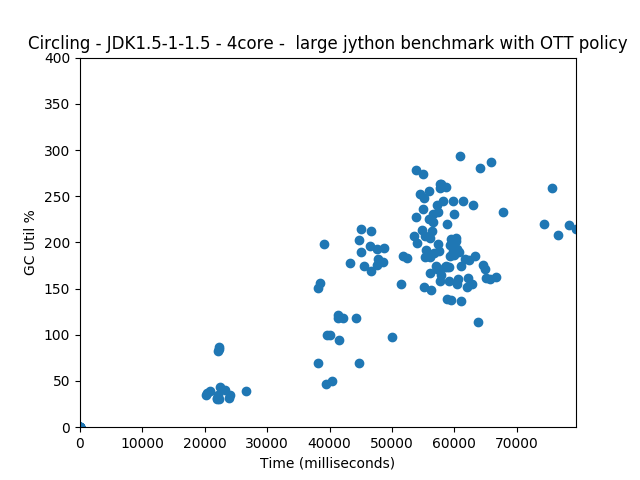 Circling - JDK1.5-1-1.5 - 4core -  large jython benchmark with OTT policy
400
350
300
250
200
150
100
50
0
GC Util %
0 10000 20000 30000 40000 50000 60000 70000
Time (milliseconds)